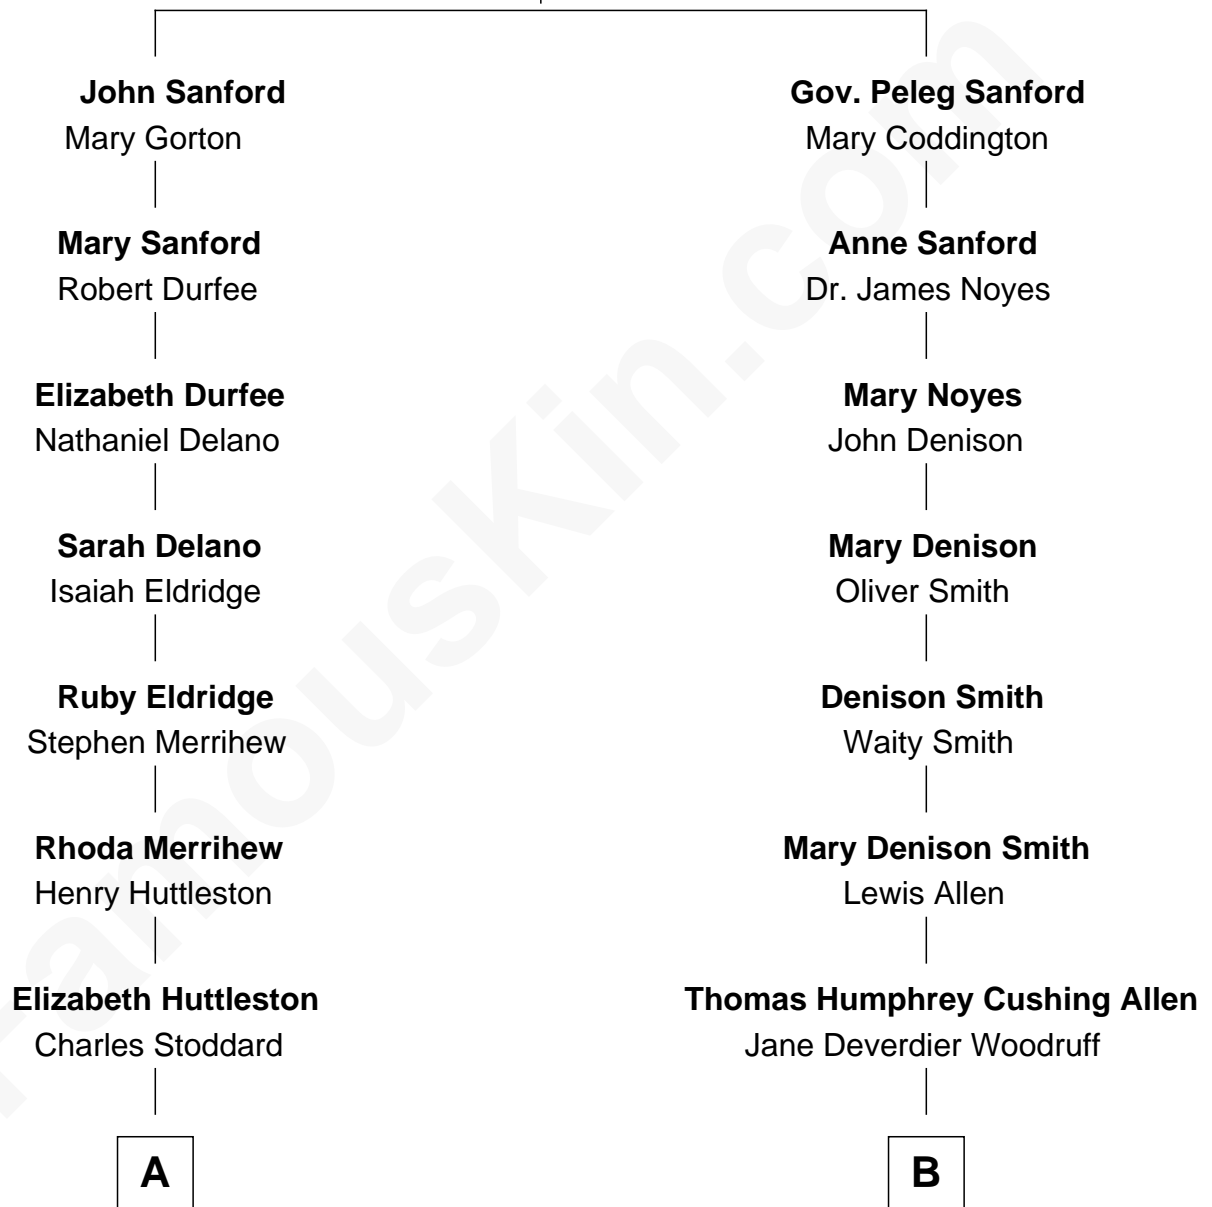 John Sanford
Mary Gorton
Mary Sanford
Robert Durfee
Elizabeth Durfee
Nathaniel Delano
Sarah Delano
Isaiah Eldridge
Ruby Eldridge
Stephen Merrihew
Rhoda Merrihew
Henry Huttleston
Elizabeth Huttleston
Charles Stoddard
A
Gov. Peleg Sanford
Mary Coddington
Anne Sanford
Dr. James Noyes
Mary Noyes
John Denison
Mary Denison
Oliver Smith
Denison Smith
Waity Smith
Mary Denison Smith
Lewis Allen
Thomas Humphrey Cushing Allen
Jane Deverdier Woodruff
B
FamousKin.com